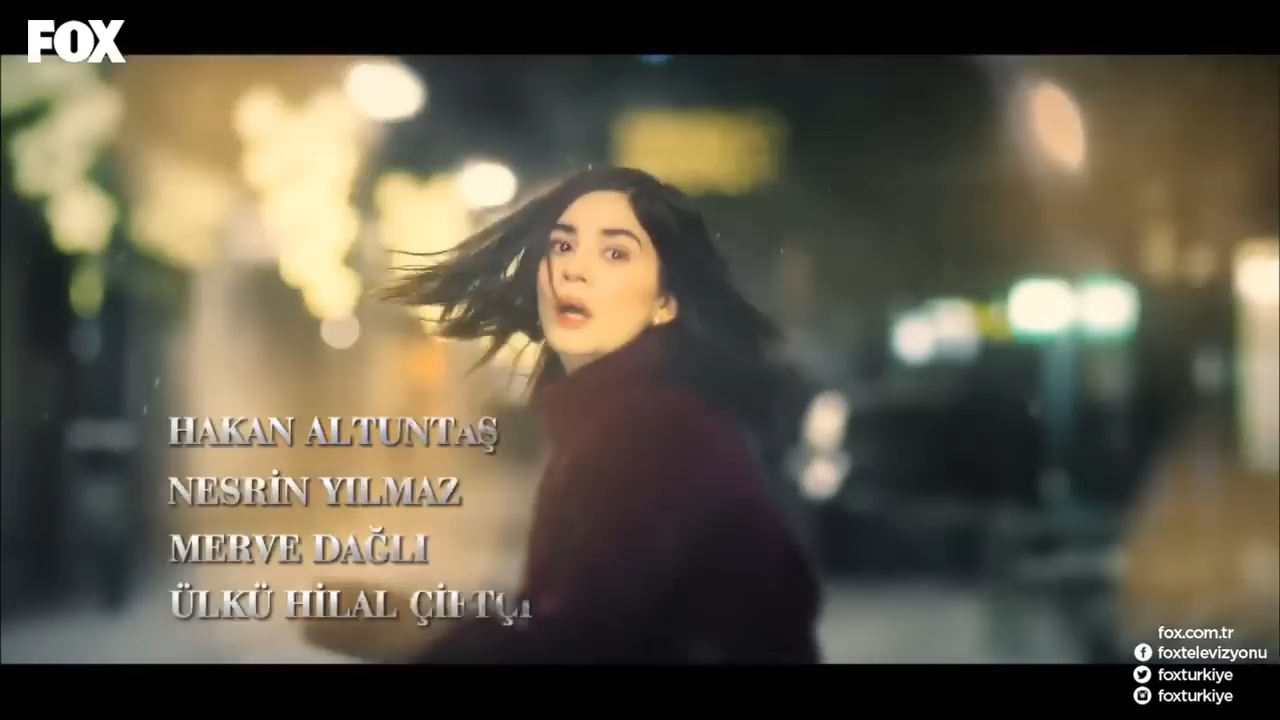 FOX
HAKAN ALTUNTAŞ
NESRİN YILMAZ
MERVE DAĞLI
ÜLKÜ HİLAL ÇİFTÇİ
fox.com.tr
foxtelevizyonu
foxturkiye
foxturkiye